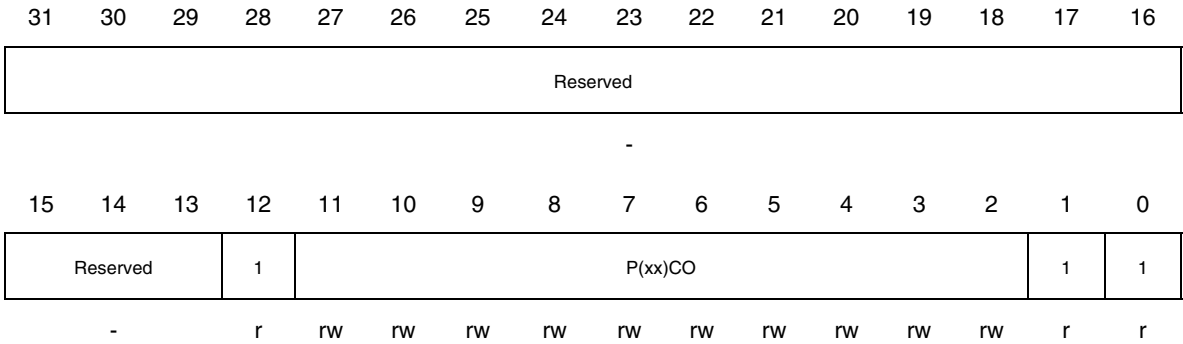 31 30 29 28 27 26 25 24 23 22 21 20 19 18 17 16
Reserved
-
15 14 13 12 11 10 9 8 7 6 5 4 3 2 1 0
Reserved 1 P(xx)CO 1 1
- r rw rw rw rw rw rw rw rw rw rw r r